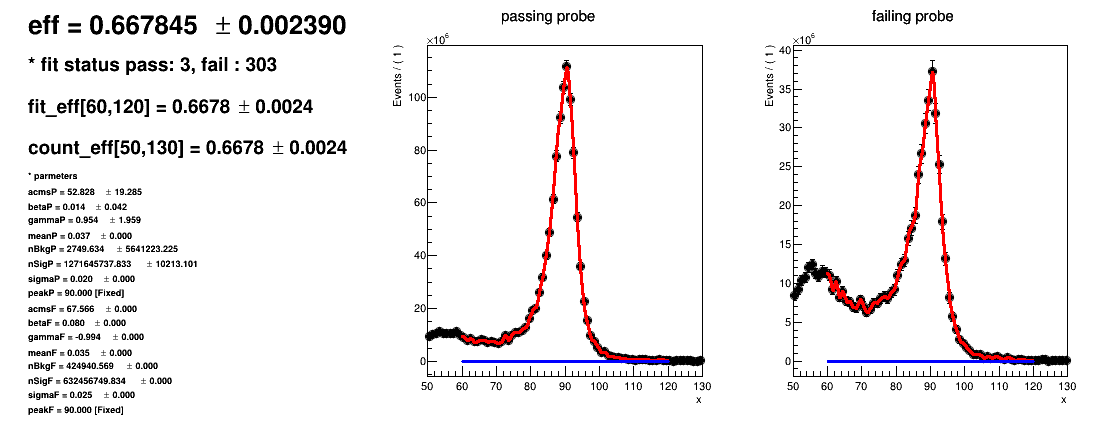 eff = 0.667845 ± 0.002390
* fit status pass: 3, fail : 303
fit_eff[60,120] = 0.6678 ± 0.0024
count_eff[50,130] = 0.6678 ± 0.0024
* parmeters
acmsP = 52.828 ± 19.285
betaP = 0.014 ± 0.042
gammaP = 0.954 ± 1.959
meanP = 0.037 ± 0.000
nBkgP = 2749.634 ± 5641223.225
nSigP = 1271645737.833 ± 10213.101
sigmaP = 0.020 ± 0.000
peakP = 90.000 [Fixed]
acmsF = 67.566 ± 0.000
betaF = 0.080 ± 0.000
gammaF = -0.994 ± 0.000
meanF = 0.035 ± 0.000
nBkgF = 424940.569 ± 0.000
nSigF = 632456749.834 ± 0.000
sigmaF = 0.025 ± 0.000
peakF = 90.000 [Fixed]
passing probe
×10⁶
Events / ( 1 )
100
80
60
40
20
0
50 60 70 80 90 100 110 120 130
x
failing probe
×10⁶
Events / ( 1 )
40
35
30
25
20
15
10
5
0
50 60 70 80 90 100 110 120 130
x